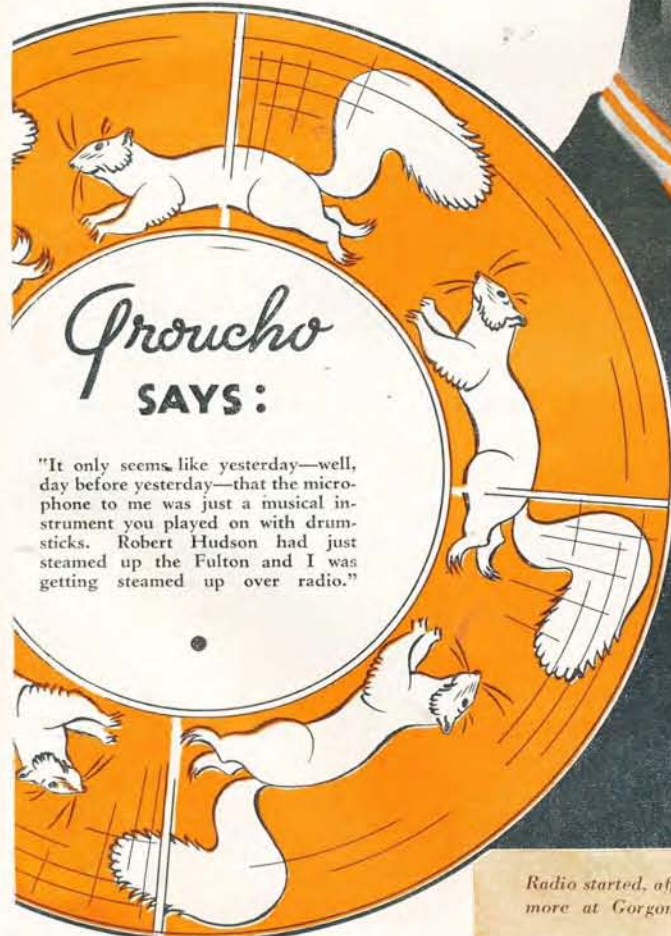 Groucho
SAYS:
"It only seems like yesterday—well,
day before yesterday—that the micro-
phone to me was just a musical in-
strument you played on with drum-
sticks. Robert Hudson had just
steamed up the Fulton and I was
getting steamed up over radio."
Radio started,
more at Gorgon